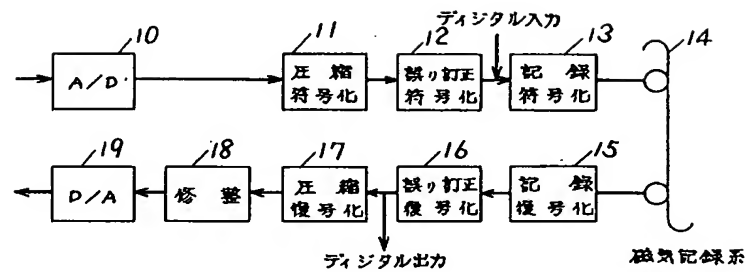 ディジタル入力
10
11
12
13
14
A/D
圧縮
符号化
誤り訂正
符号化
記録
符号化
19
18
17
16
15
D/A
修整
圧縮
復号化
誤り訂正
復号化
記録
復号化
ディジタル出力
磁気記録系